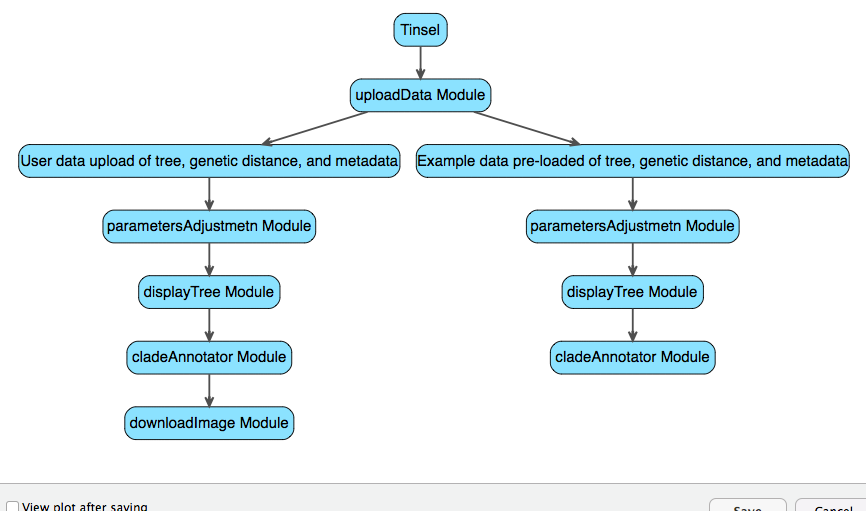 Tinsel
uploadData Module
User data upload of tree, genetic distance, and metadata
Example data pre-loaded of tree, genetic distance, and metadata
parametersAdjustmetn Module
parametersAdjustmetn Module
displayTree Module
displayTree Module
cladeAnnotator Module
cladeAnnotator Module
downloadImage Module
View plot after saving
Save
Cancel